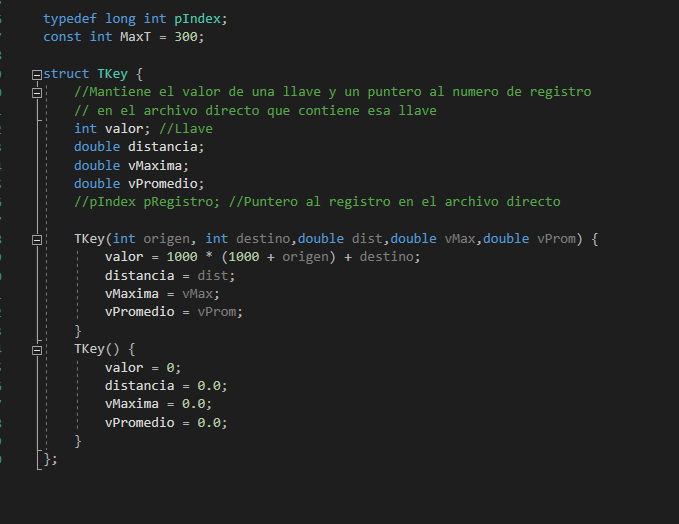 typedef long int pIndex;
const int MaxT = 300;
struct TKey {
//Mantiene el valor de una llave y un puntero al numero de registro
// en el archivo directo que contiene esa llave
int valor; //Llave
double distancia;
double vMaxima;
double vPromedio;
//pIndex pRegistro; //Puntero al registro en el archivo directo
TKey(int origen, int destino,double dist,double vMax,double vProm) {
valor = 1000 * (1000 + origen) + destino;
distancia = dist;
vMaxima = vMax;
vPromedio = vProm;
}
TKey() {
valor = 0;
distancia = 0.0;
vMaxima = 0.0;
vPromedio = 0.0;
}
};